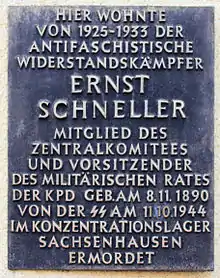 HIER WOHNTE
VON 1925-1933 DER
ANTIFASCHISTISCHE
WIDERSTANDSKÄMPFER
ERNST
SCHNELLER
MITGLIED DES
ZENTRALKOMITEES
UND VORSITZENDER
DES MILITÄRISCHEN RATES
DER KPD GEB. AM 8.11.1890
VON DER SS AM 11.10.1944
IM KONZENTRATIONSLAGER
SACHSENHAUSEN
ERMORDET